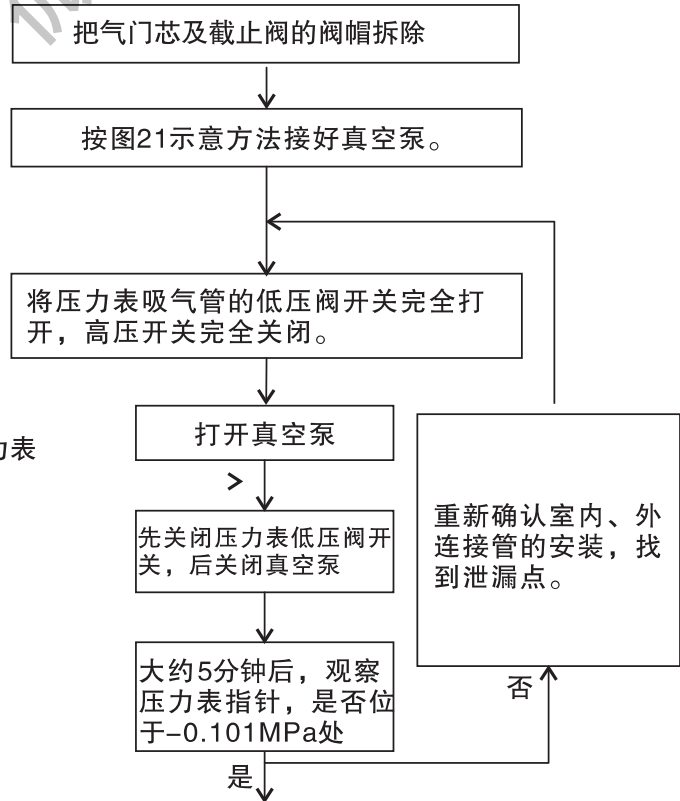 把气门芯及截止阀的阀帽拆除
按图21示意方法接好真空泵。
将压力表吸气管的低压阀开关完全打
开，高压开关完全关闭。
打开真空泵
力表
>
先关闭压力表低压阀开
关，后关闭真空泵
重新确认室内、外
连接管的安装，找
到泄漏点。
大约5分钟后，观察
压力表指针，是否位
于-0.101MPa处
否
是